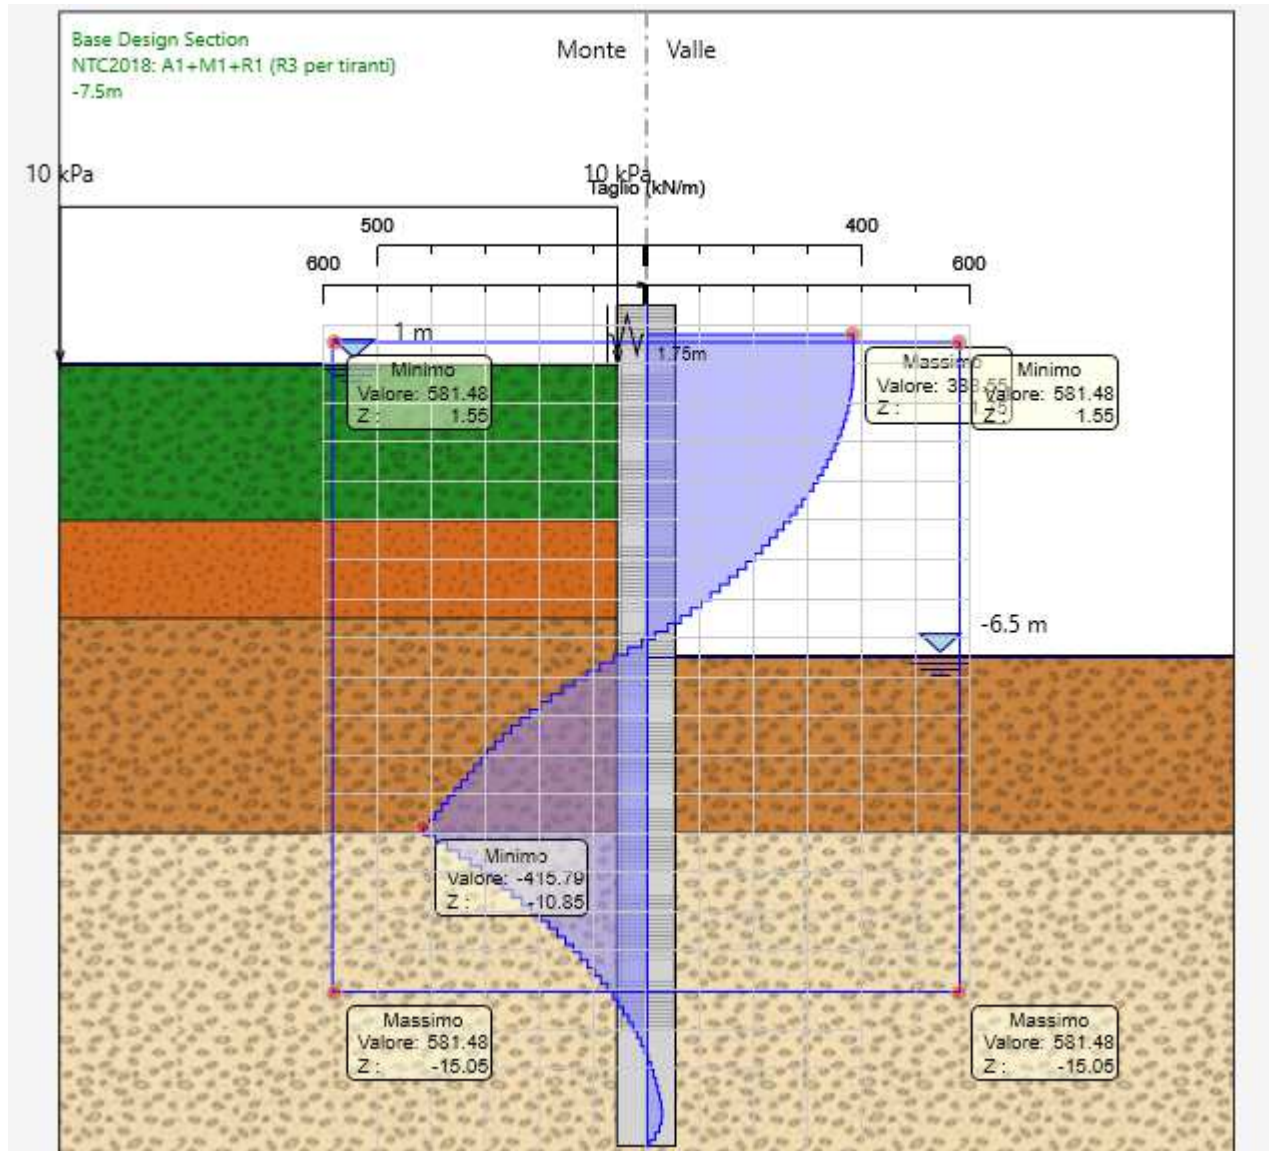 Base Design Section
NTC2018: A1+M1+R1 (R3 per tiranti)
-7.5m
Monte
Valle
10 kPa
10 kPa
Taglio (kN/m)
500
400
600
600
1 m
1.75m
Minimo
Valore: 581.48
Z : 1.55
Massimo
Valore:
Z :
Minimo
Valore: 581.48
Z : 1.55
-6.5 m
Minimo
Valore: -415.79
Z : -10.85
Massimo
Valore: 581.48
Z : -15.05
Massimo
Valore: 581.48
Z : -15.05